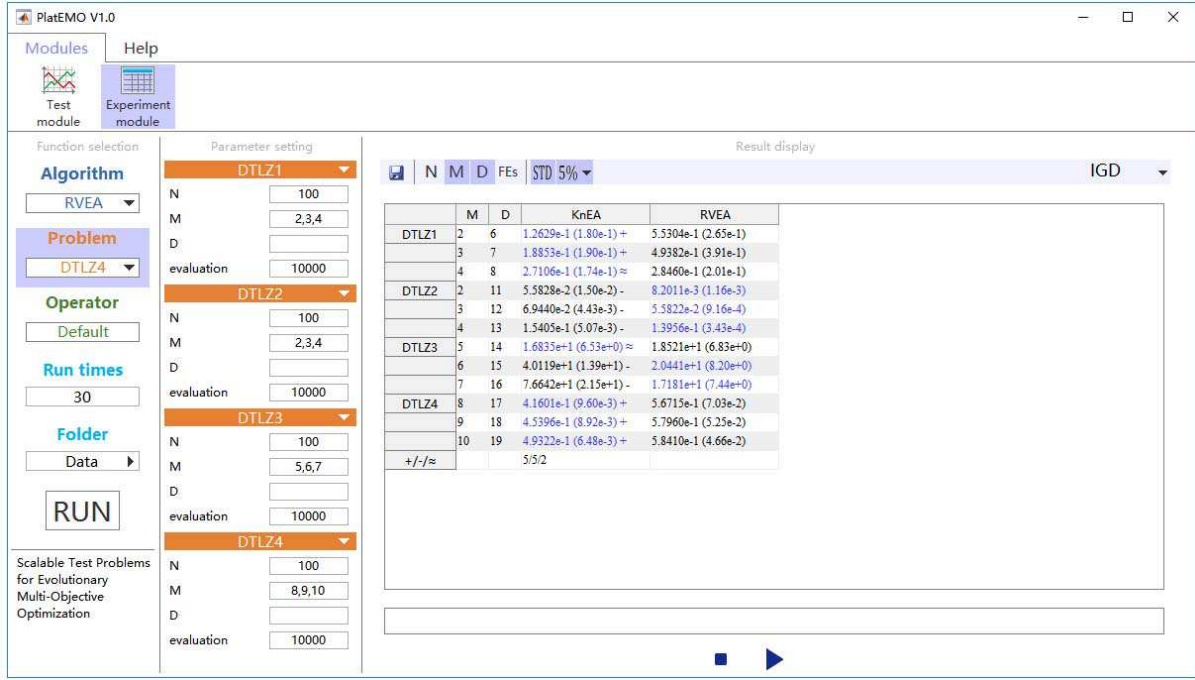 PlatEMO V1.0
Modules Help
Test module
Experiment module
Function selection
Algorithm
RVEA
Problem
DTLZ4
Operator
Default
Run times
30
Folder
Data
RUN
Scalable Test Problems
for Evolutionary
Multi-Objective
Optimization
Parameter setting
DTLZ1
N 100
M 2,3,4
D
evaluation 10000
DTLZ2
N 100
M 2,3,4
D
evaluation 10000
DTLZ3
N 100
M 5,6,7
D
evaluation 10000
DTLZ4
N 100
M 8,9,10
D
evaluation 10000
Result display
N M D FEs STD 5% IGD
M D KnEA RVEA
DTLZ1 2 6 1.2629e-1 (1.80e-1) + 5.5304e-1 (2.65e-1)
3 7 1.8853e-1 (1.90e-1) + 4.9382e-1 (3.91e-1)
4 8 2.7106e-1 (1.74e-1) ≈ 2.8460e-1 (2.01e-1)
DTLZ2 2 11 5.5828e-2 (1.50e-2) - 8.2011e-3 (1.16e-3)
3 12 6.9440e-2 (4.43e-3) - 5.5822e-2 (9.16e-4)
4 13 1.5405e-1 (5.07e-3) - 1.3956e-1 (3.43e-4)
DTLZ3 5 14 1.6835e+1 (6.53e+0) ≈ 1.8521e+1 (6.83e+0)
6 15 4.0119e+1 (1.39e+1) - 2.0441e+1 (8.20e+0)
7 16 7.6642e+1 (2.15e+1) - 1.7181e+1 (7.44e+0)
DTLZ4 8 17 4.1601e-1 (9.60e-3) + 5.6715e-1 (7.03e-2)
9 18 4.5396e-1 (8.92e-3) + 5.7960e-1 (5.25e-2)
10 19 4.9322e-1 (6.48e-3) + 5.8410e-1 (4.66e-2)
+/-/≈ 5/5/2